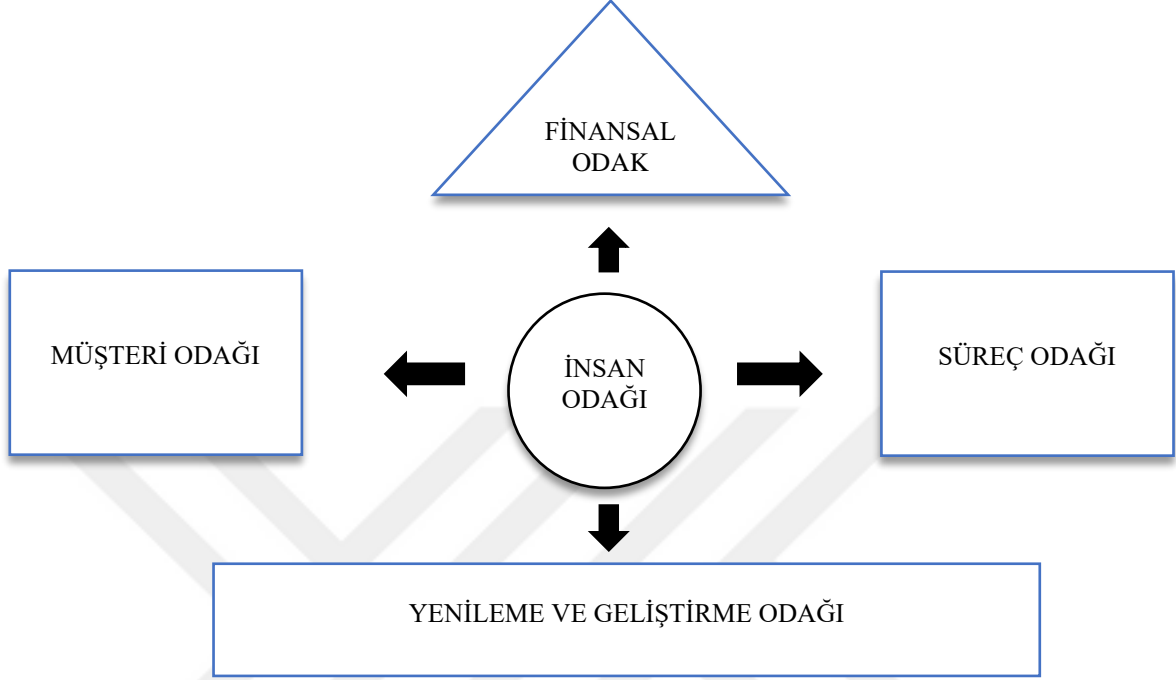 FİNANSAL
ODAK
MÜŞTERİ ODAĞI
İNSAN
ODAĞI
SÜREÇ ODAĞI
YENİLEME VE GELİŞTİRME ODAĞI